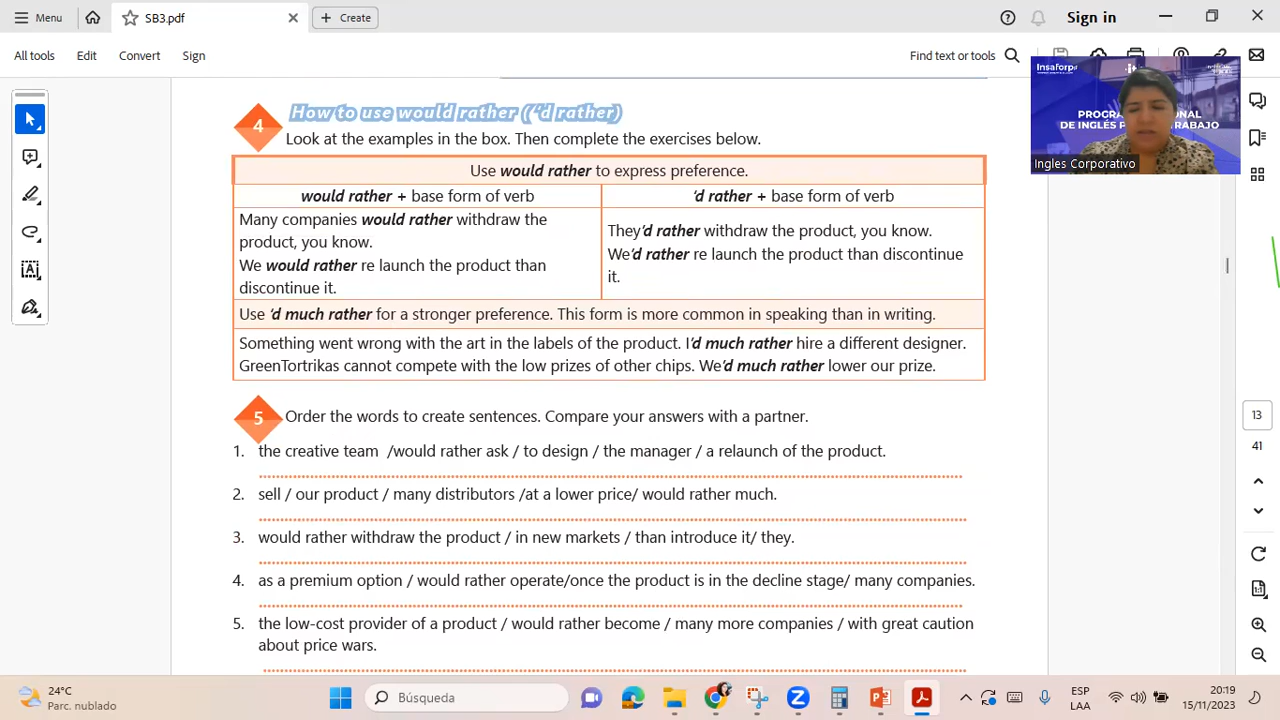 Menu
SB3.pdf
Create
Sign in
All tools
Edit
Convert
Sign
Find text or tools
Insaforp
PROGRA
ONAL
DE INGLÉS P
TRABAJO
Ingles Corporativo
4
How to use would rather (('d rather)
Look at the examples in the box. Then complete the exercises below.
Use would rather to express preference.
would rather + base form of verb
'd rather + base form of verb
Many companies would rather withdraw the
product, you know.
We would rather re launch the product than
discontinue it.
They'd rather withdraw the product, you know.
We'd rather re launch the product than discontinue
it.
Use 'd much rather for a stronger preference. This form is more common in speaking than in writing.
Something went wrong with the art in the labels of the product. I'd much rather hire a different designer.
GreenTortrikas cannot compete with the low prizes of other chips. We'd much rather lower our prize.
5
Order the words to create sentences. Compare your answers with a partner.
1. the creative team /would rather ask / to design / the manager / a relaunch of the product.
2. sell / our product / many distributors /at a lower price/ would rather much.
3. would rather withdraw the product / in new markets / than introduce it/ they.
4. as a premium option / would rather operate/once the product is in the decline stage/ many companies.
5. the low-cost provider of a product / would rather become / many more companies / with great caution
about price wars.
13
41
24°C
Parc. nublado
Búsqueda
ESP
LAA
20:19
15/11/2023